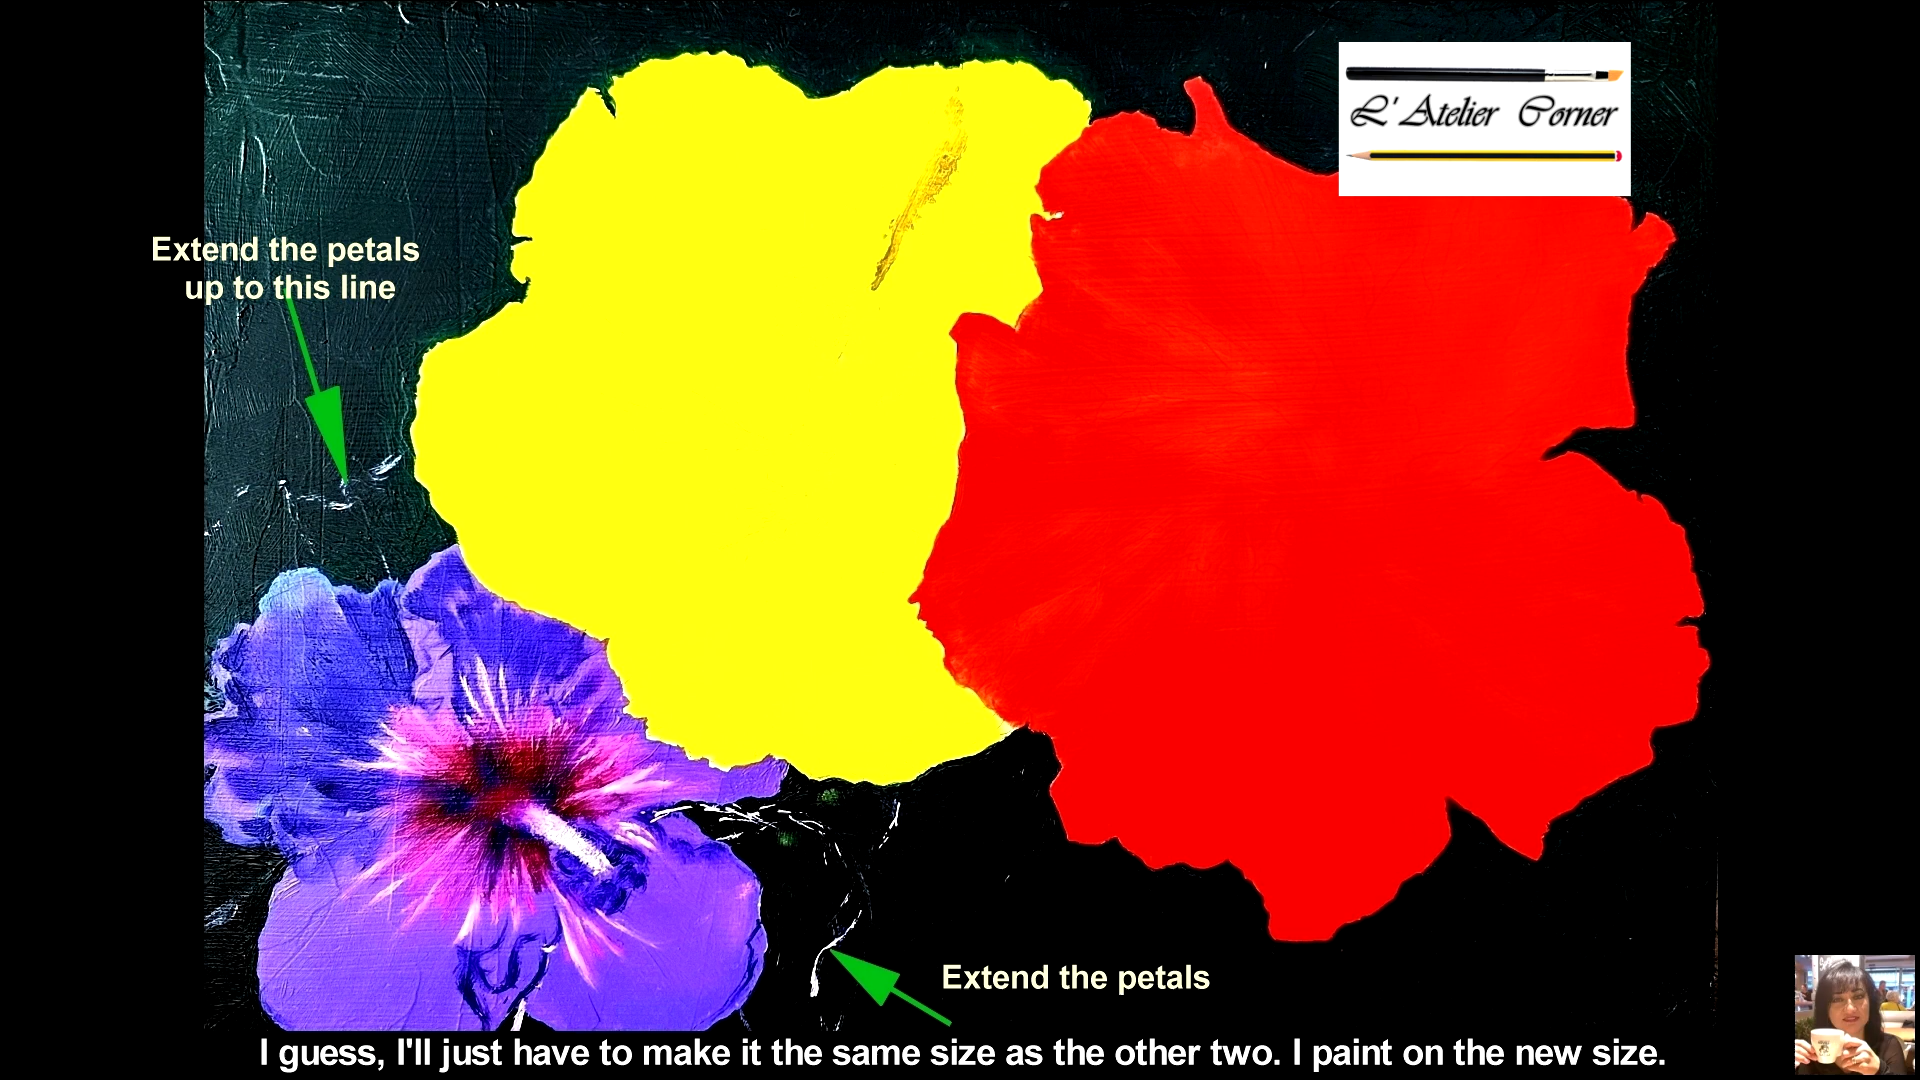 L' Atelier Corner
Extend the petals
up to this line
Extend the petals
I guess, I'll just have to make it the same size as the other two. I paint on the new size.